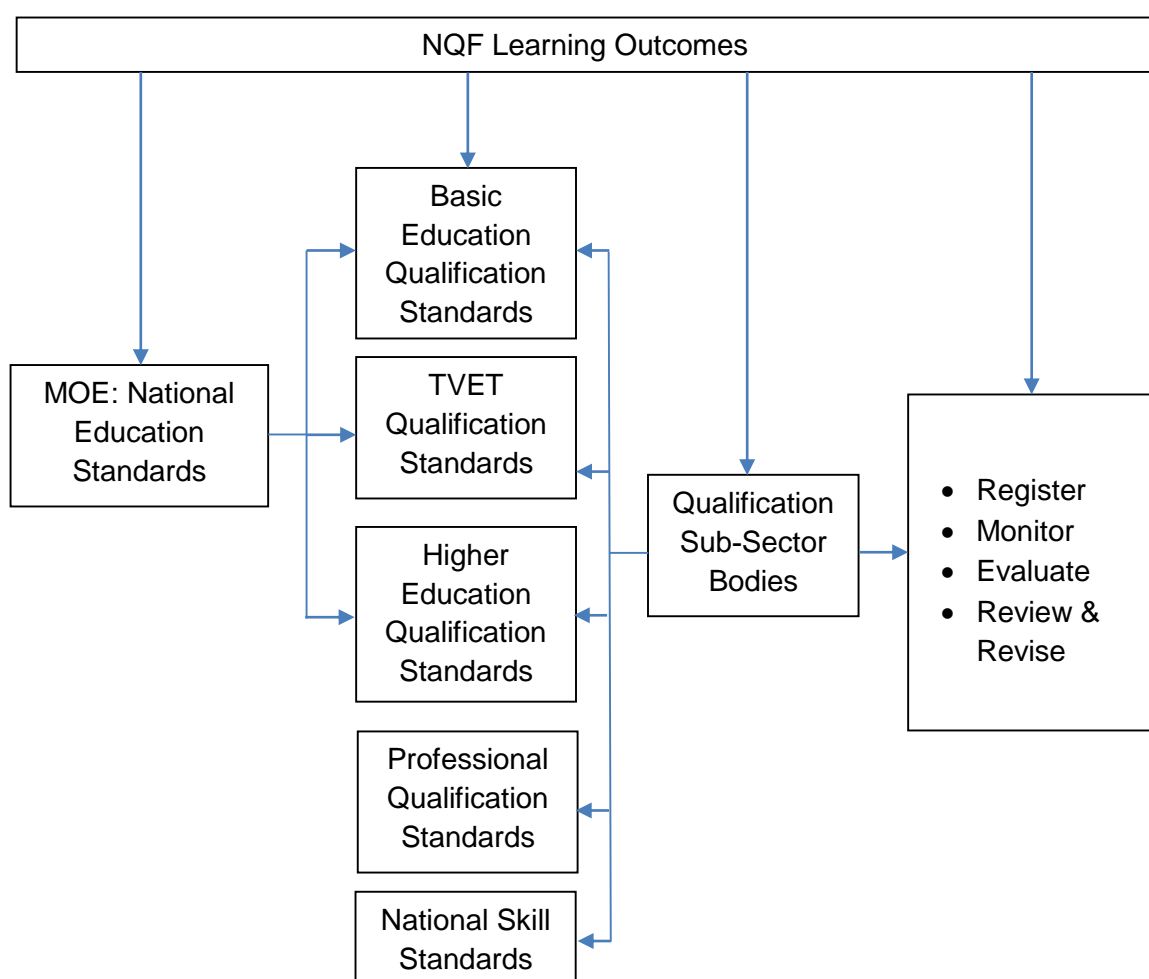 NQF Learning Outcomes
Basic
Education
Qualification
Standards
MOE: National
Education
Standards
TVET
Qualification
Standards
Higher
Education
Qualification
Standards
Professional
Qualification
Standards
National Skill
Standards
Qualification
Sub-Sector
Bodies
• Register
• Monitor
• Evaluate
• Review &
Revise